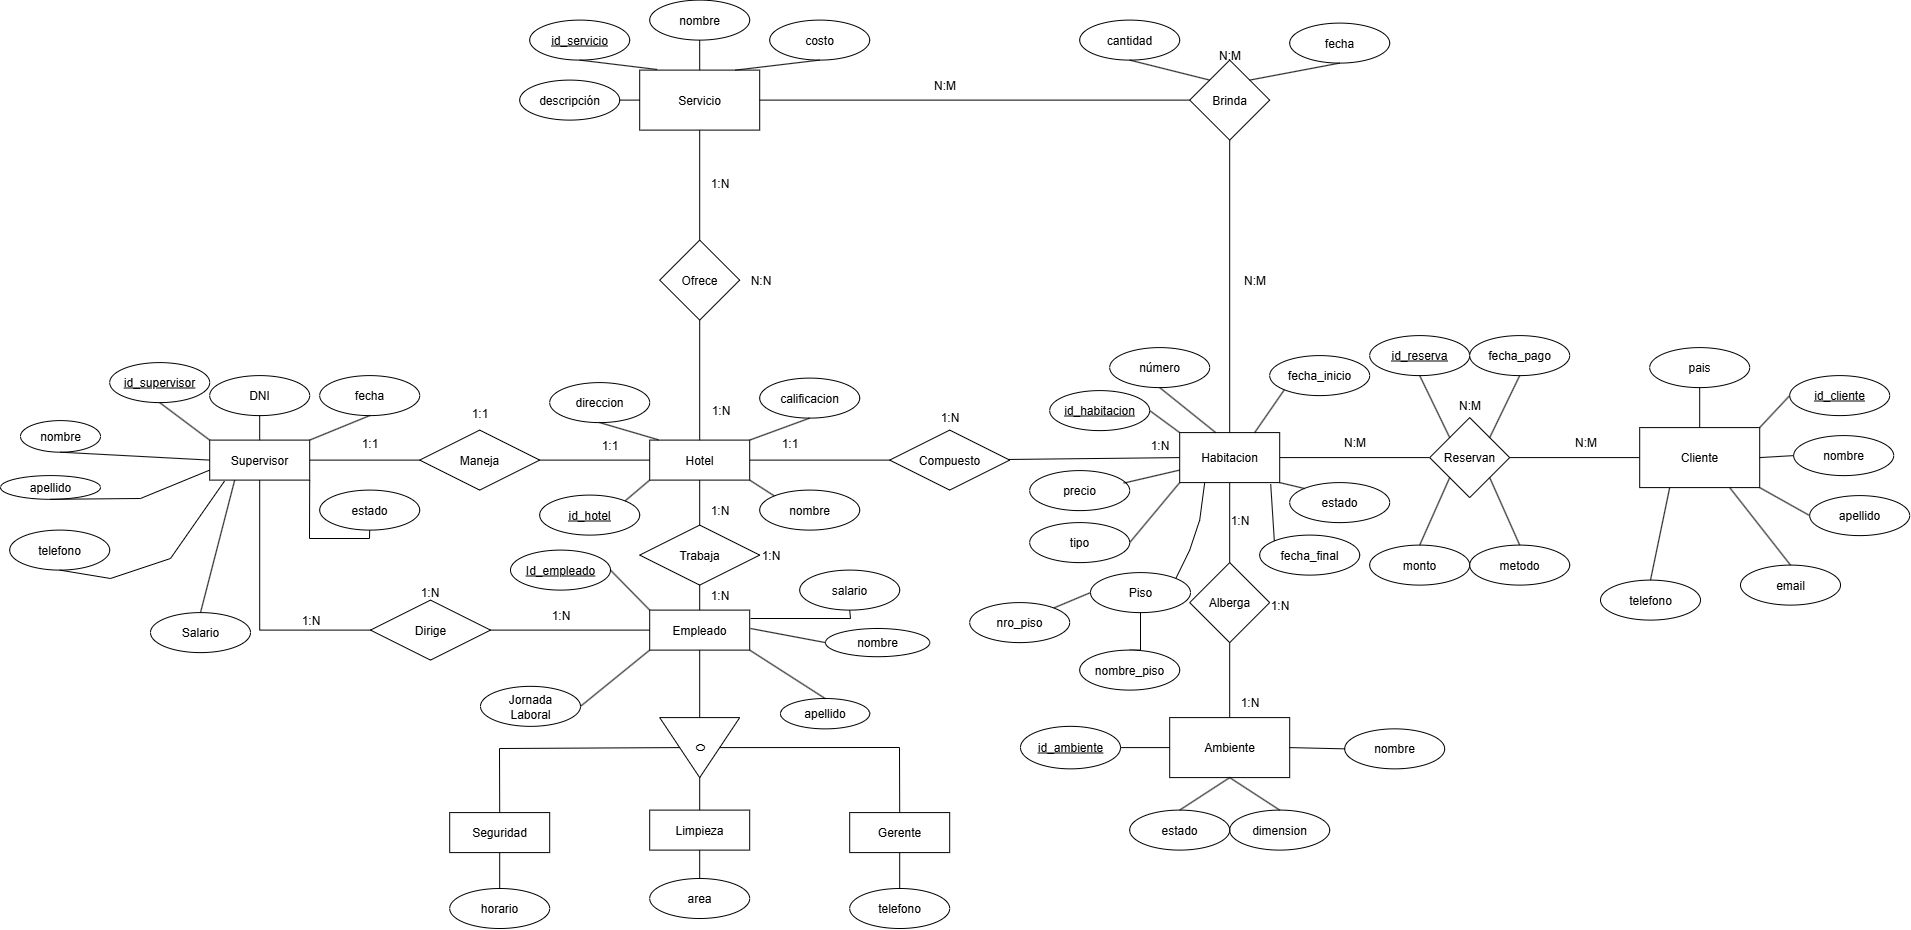 nombre
id_servicio
costo
cantidad
fecha
N:M
descripción
Servicio
N:M
Brinda
1:N
Ofrece
N:N
N:M
número
id_reserva
fecha_pago
pais
fecha_inicio
id_supervisor
DNI
fecha
direccion
calificacion
id_habitacion
id_cliente
1:N
N:M
nombre
1:1
1:N
1:1
1:1
1:1
1:N
N:M
N:M
Supervisor
Maneja
Hotel
Compuesto
Habitacion
Reservan
Cliente
nombre
apellido
precio
estado
estado
id_hotel
1:N
nombre
1:N
apellido
telefono
Trabaja
1:N
tipo
fecha_final
monto
metodo
Id_empleado
salario
email
1:N
1:N
Piso
Alberga
1:N
telefono
1:N
1:N
nro_piso
Salario
Dirige
Empleado
nombre
nombre_piso
Jornada
Laboral
apellido
1:N
O
id_ambiente
Ambiente
nombre
Seguridad
Limpieza
Gerente
estado
dimension
horario
area
telefono